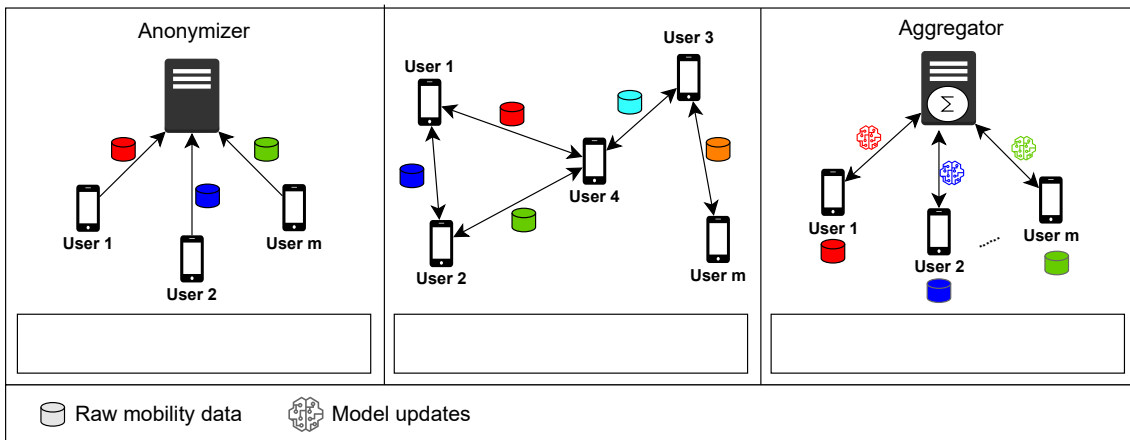 Anonymizer
User 1
User 2
User m
User 1
User 2
User 3
User 4
User m
Aggregator
Σ
User 1
User 2
User m
Raw mobility data
Model updates